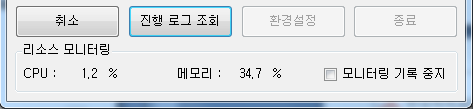 취소 진행 로그 조회 환경설정 종료
리소스 모니터링
CPU : 1,2 % 메모리 : 34,7 % 모니터링 기록 중지